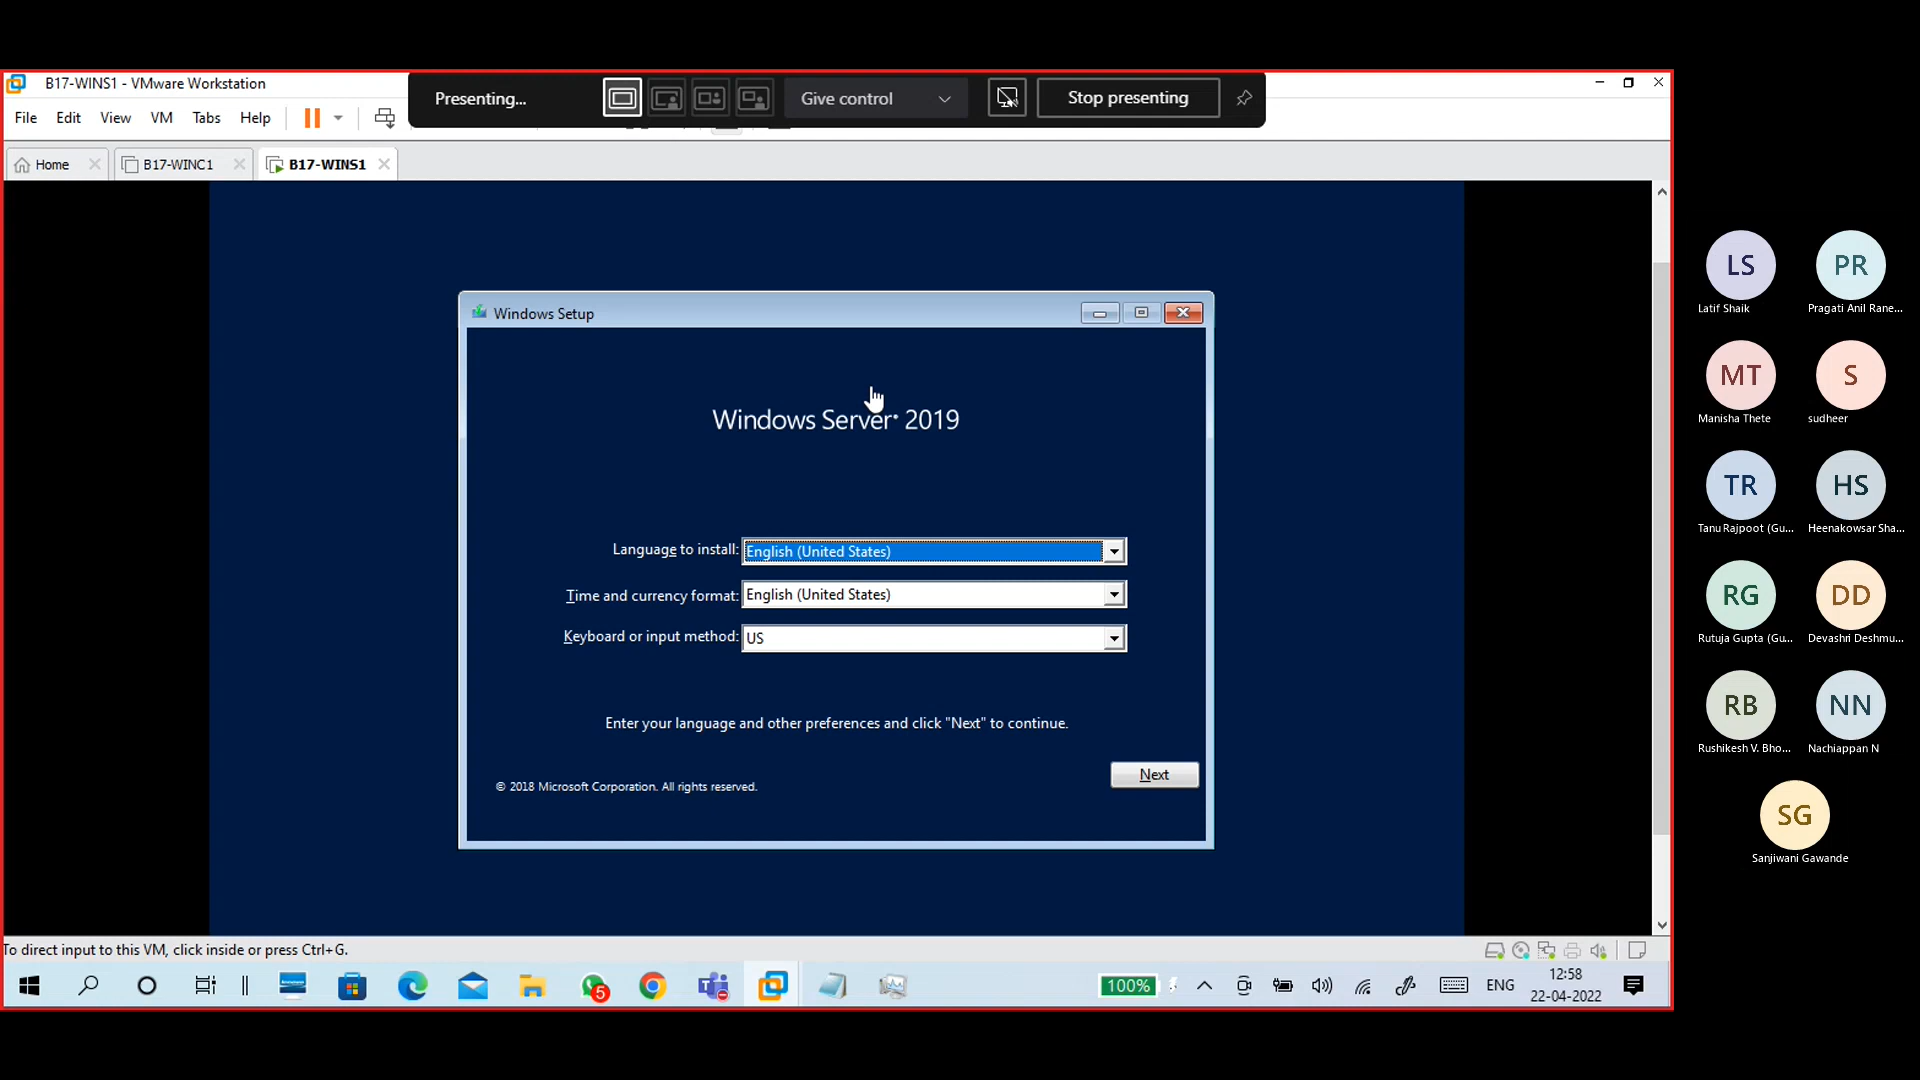 B17-WINS1 - VMware Workstation
Presenting...
Give control
Stop presenting
File Edit View VM Tabs Help
Home
B17-WINC1
B17-WINS1
Windows Setup
Windows Server® 2019
Language to install: English (United States)
Time and currency format: English (United States)
Keyboard or input method: US
Enter your language and other preferences and click "Next" to continue.
© 2018 Microsoft Corporation. All rights reserved.
Next
To direct input to this VM, click inside or press Ctrl+G.
5
100%
ENG
12:58
22-04-2022
LS
Latif Shaik
PR
Pragati Anil Rane...
MT
Manisha Thete
S
sudheer
TR
Tanu Rajpoot (Gu...
HS
Heenakowsar Sha...
RG
Rutuja Gupta (Gu...
DD
Devashri Deshmu...
RB
Rushikesh V. Bho...
NN
Nachiappan N
SG
Sanjiwani Gawande